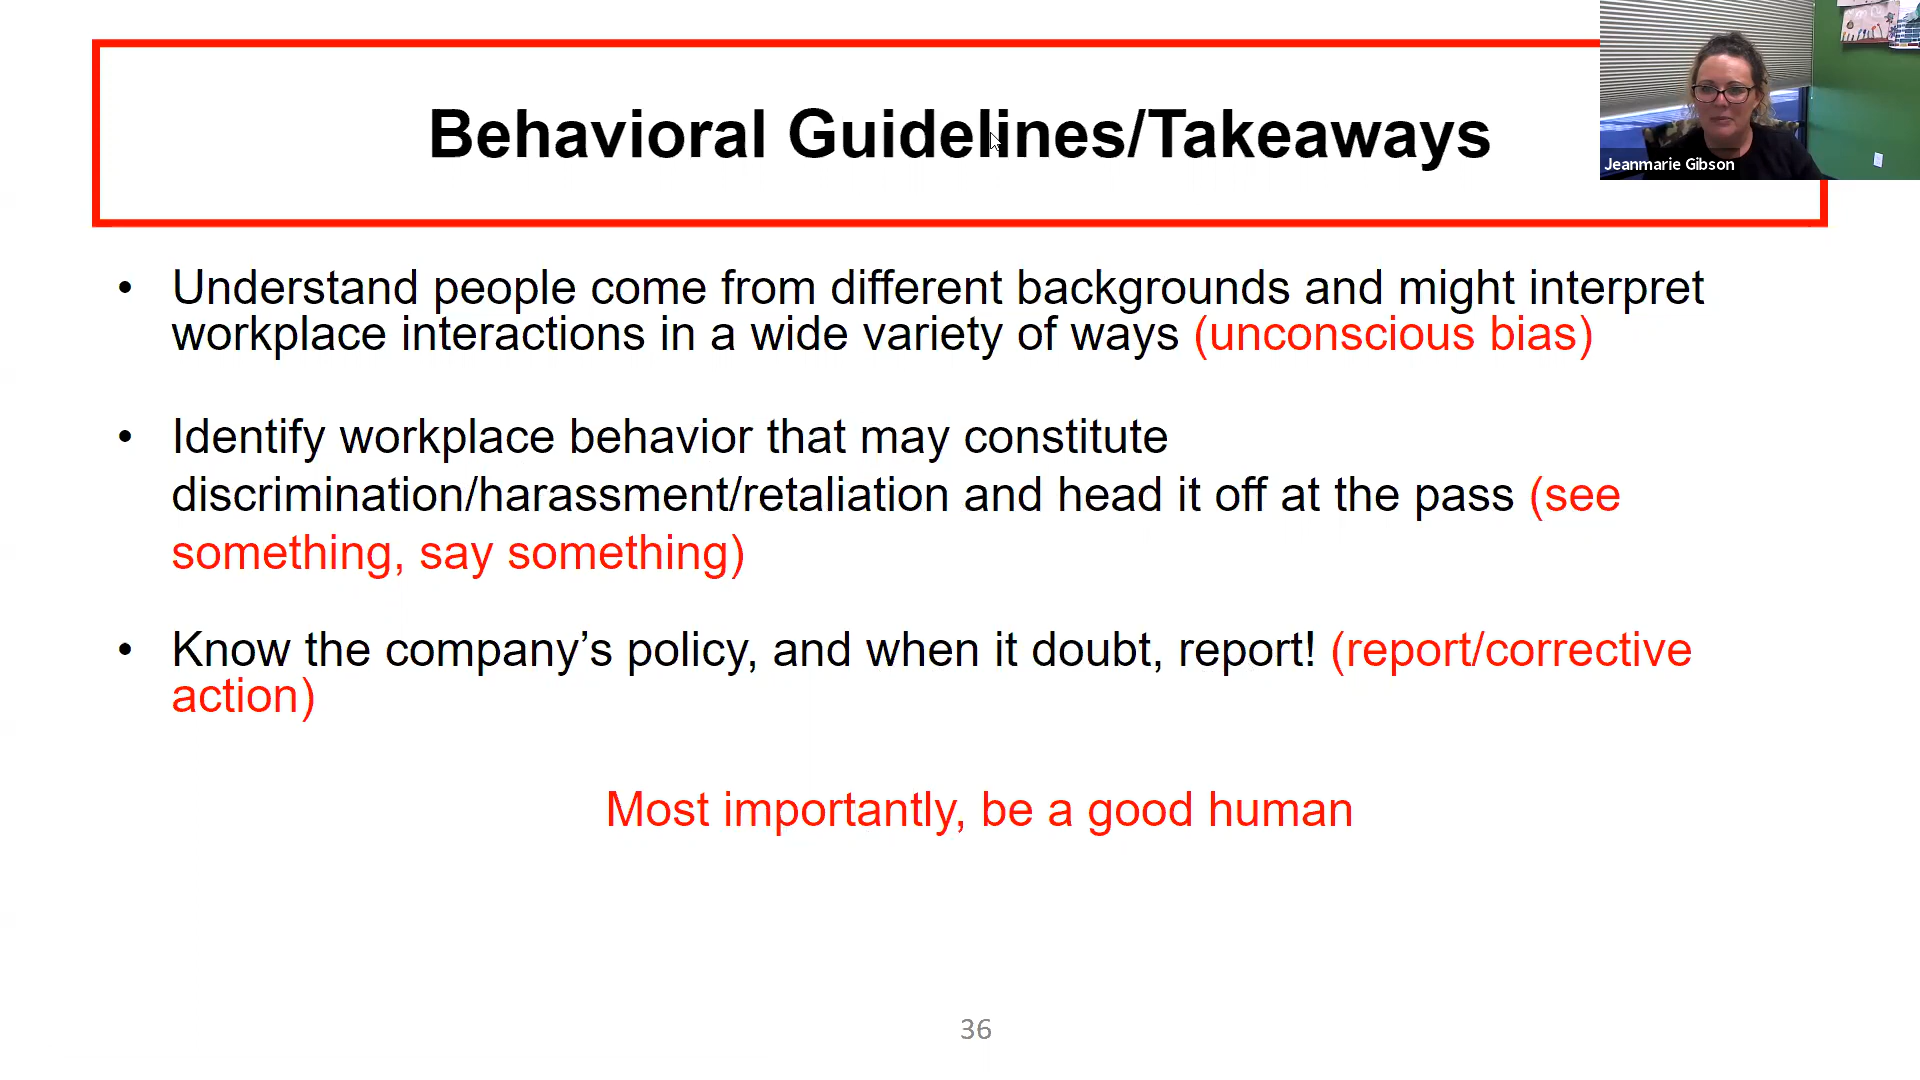 Behavioral Guidelines/Takeaways
Jeanmarie Gibson
• Understand people come from different backgrounds and might interpret
workplace interactions in a wide variety of ways (unconscious bias)
• Identify workplace behavior that may constitute
discrimination/harassment/retaliation and head it off at the pass (see
something, say something)
• Know the company’s policy, and when it doubt, report! (report/corrective
action)
Most importantly, be a good human
36